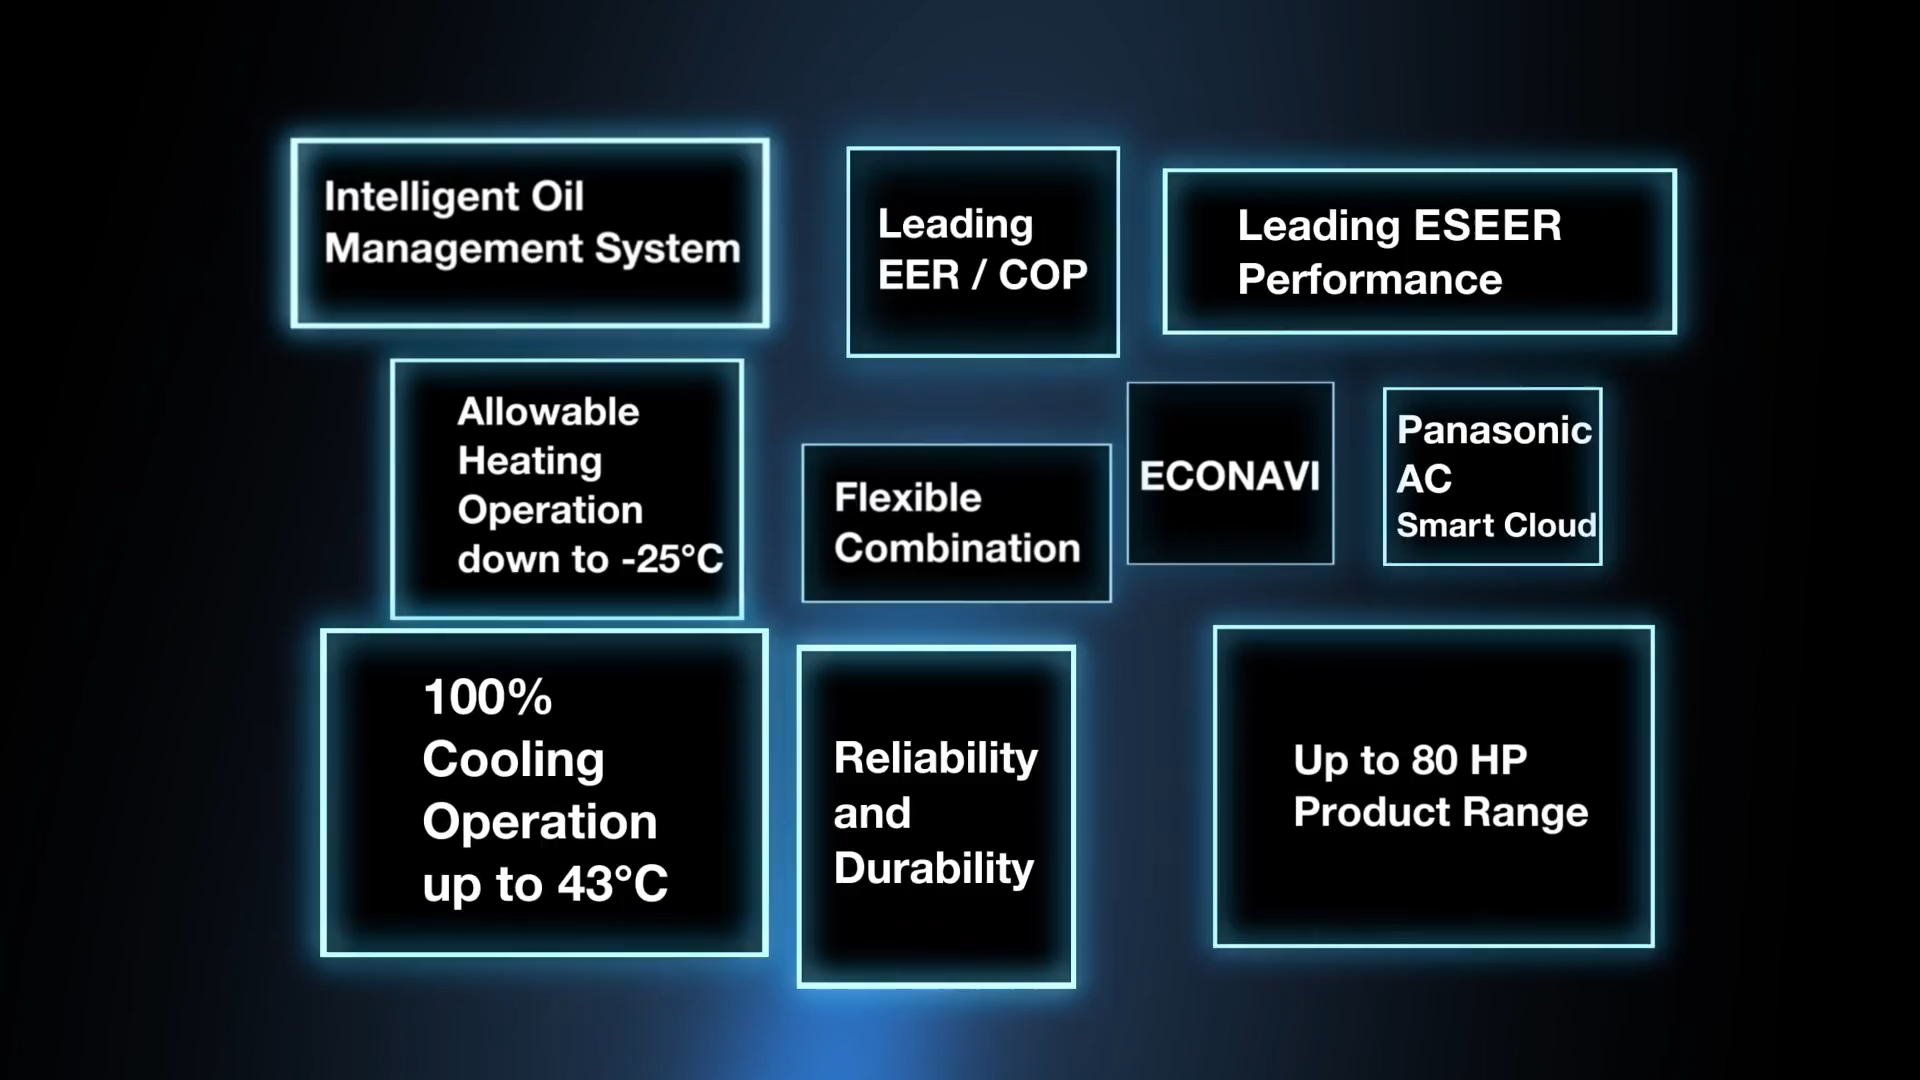 Intelligent Oil
Management System
Leading
EER / COP
Leading ESEER
Performance
Allowable
Heating
Operation
down to -25°C
Flexible
Combination
ECONAVI
Panasonic
AC
Smart Cloud
100%
Cooling
Operation
up to 43°C
Reliability
and
Durability
Up to 80 HP
Product Range